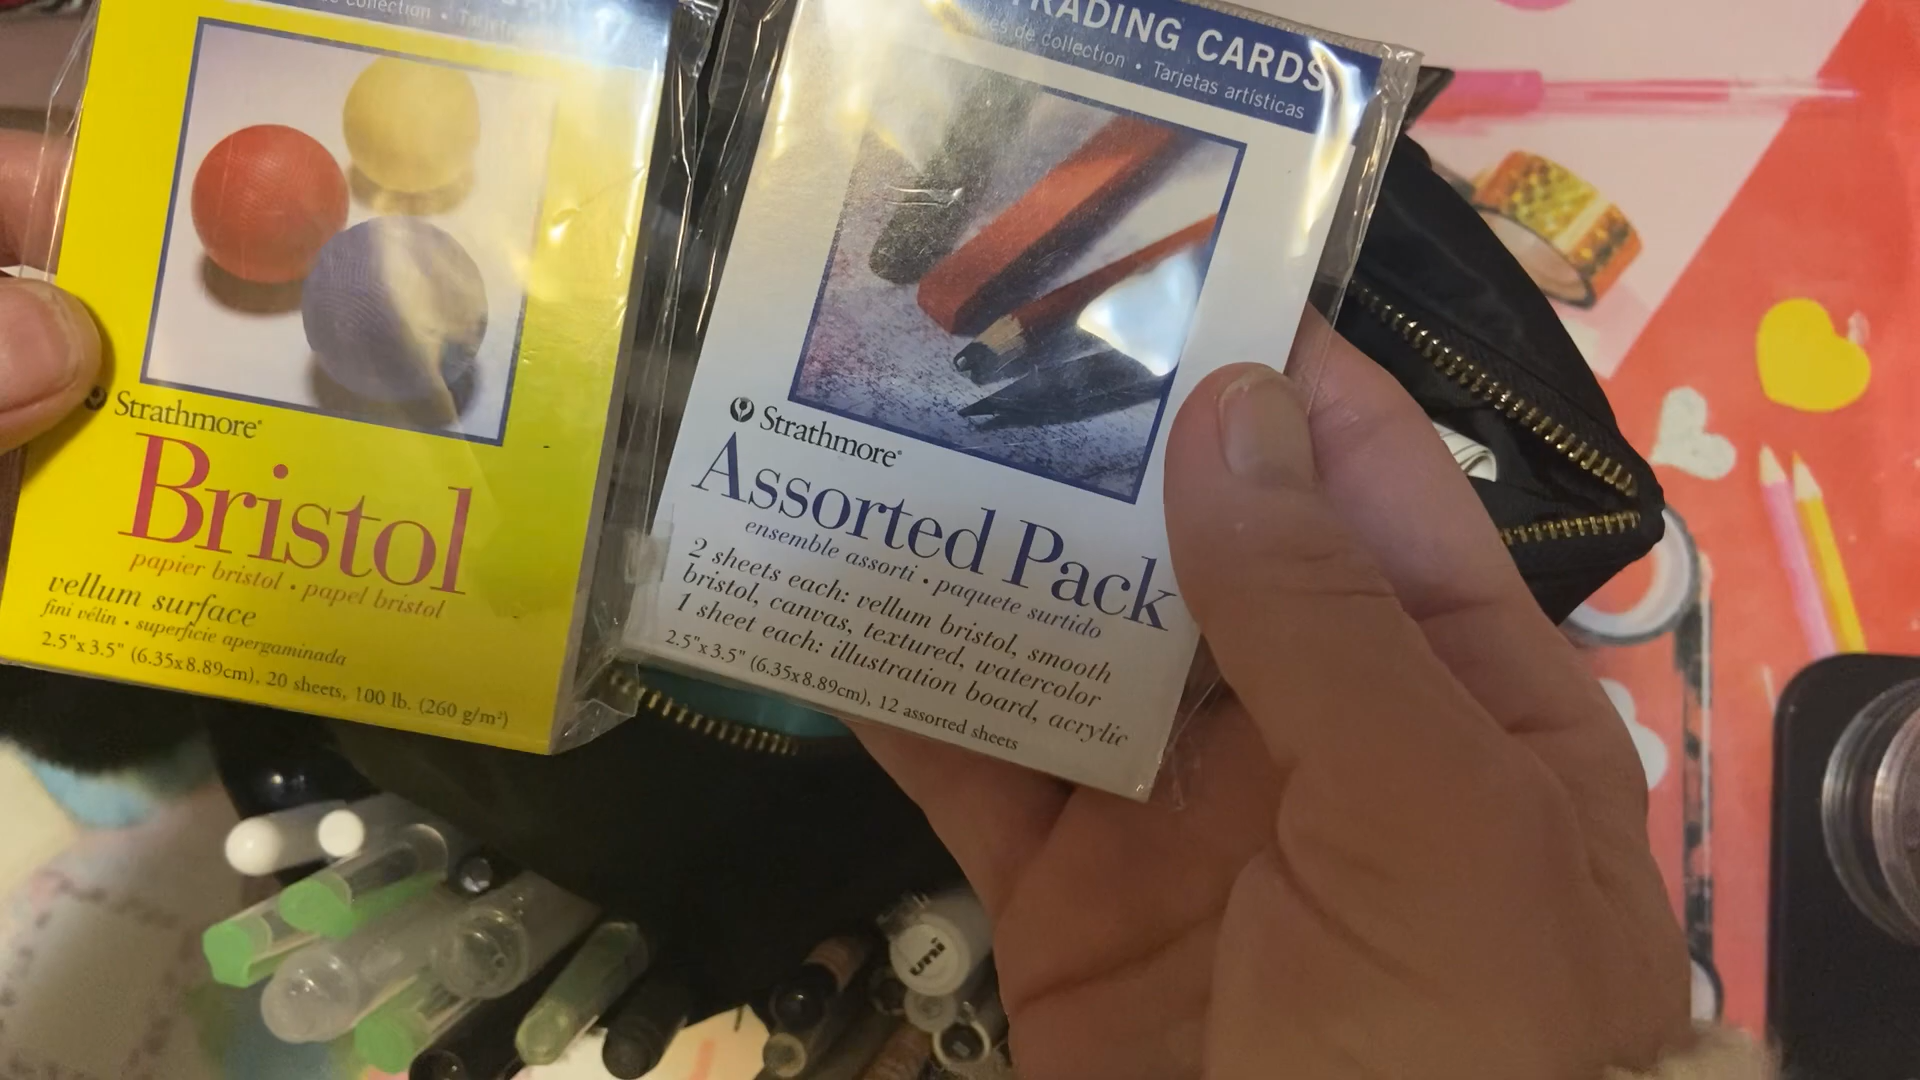 de collection • Tarjetas
Strathmore®
Bristol
papier bristol • papel bristol
vellum surface
fini vélin • superficie apergaminada
2.5"x3.5" (6.35x8.89cm), 20 sheets, 100 lb. (260 g/m²)
TRADING CARDS
de collection • Tarjetas artísticas
Strathmore®
Assorted Pack
ensemble assorti • paquete surtido
2 sheets each: vellum bristol, smooth
bristol, canvas, textured, watercolor
1 sheet each: illustration board, acrylic
2.5"x3.5" (6.35x8.89cm), 12 assorted sheets
uni